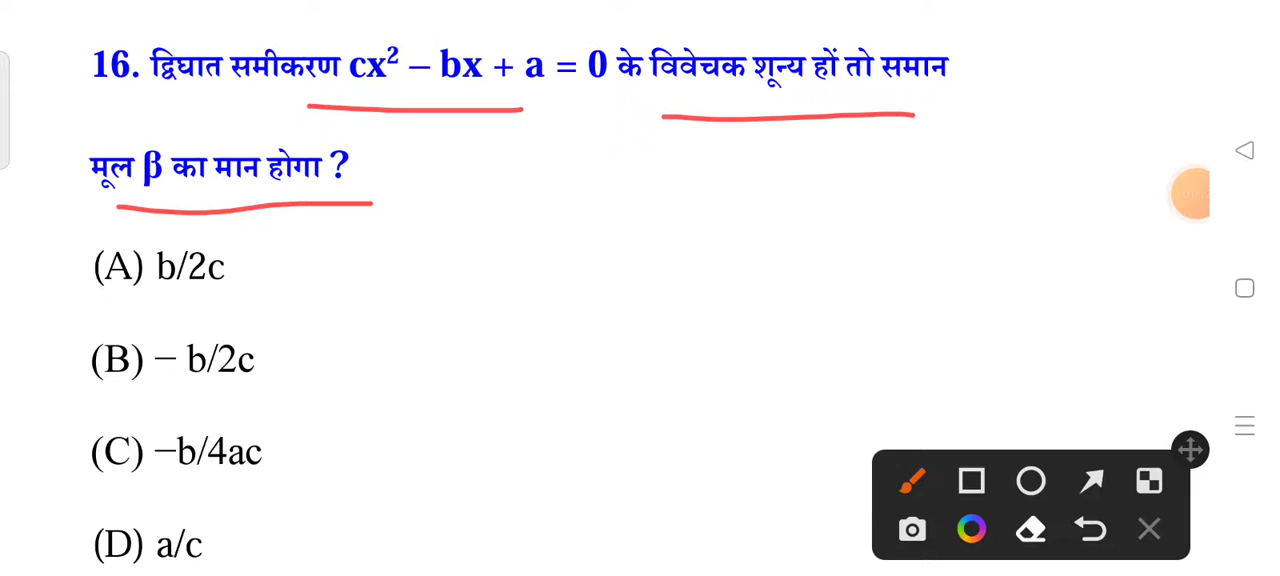 16. द्विघात समीकरण cx² − bx + a = 0 के विवेचक शून्य हों तो समान
मूल β का मान होगा ?
(A) b/2c
(B) − b/2c
(C) −b/4ac
(D) a/c